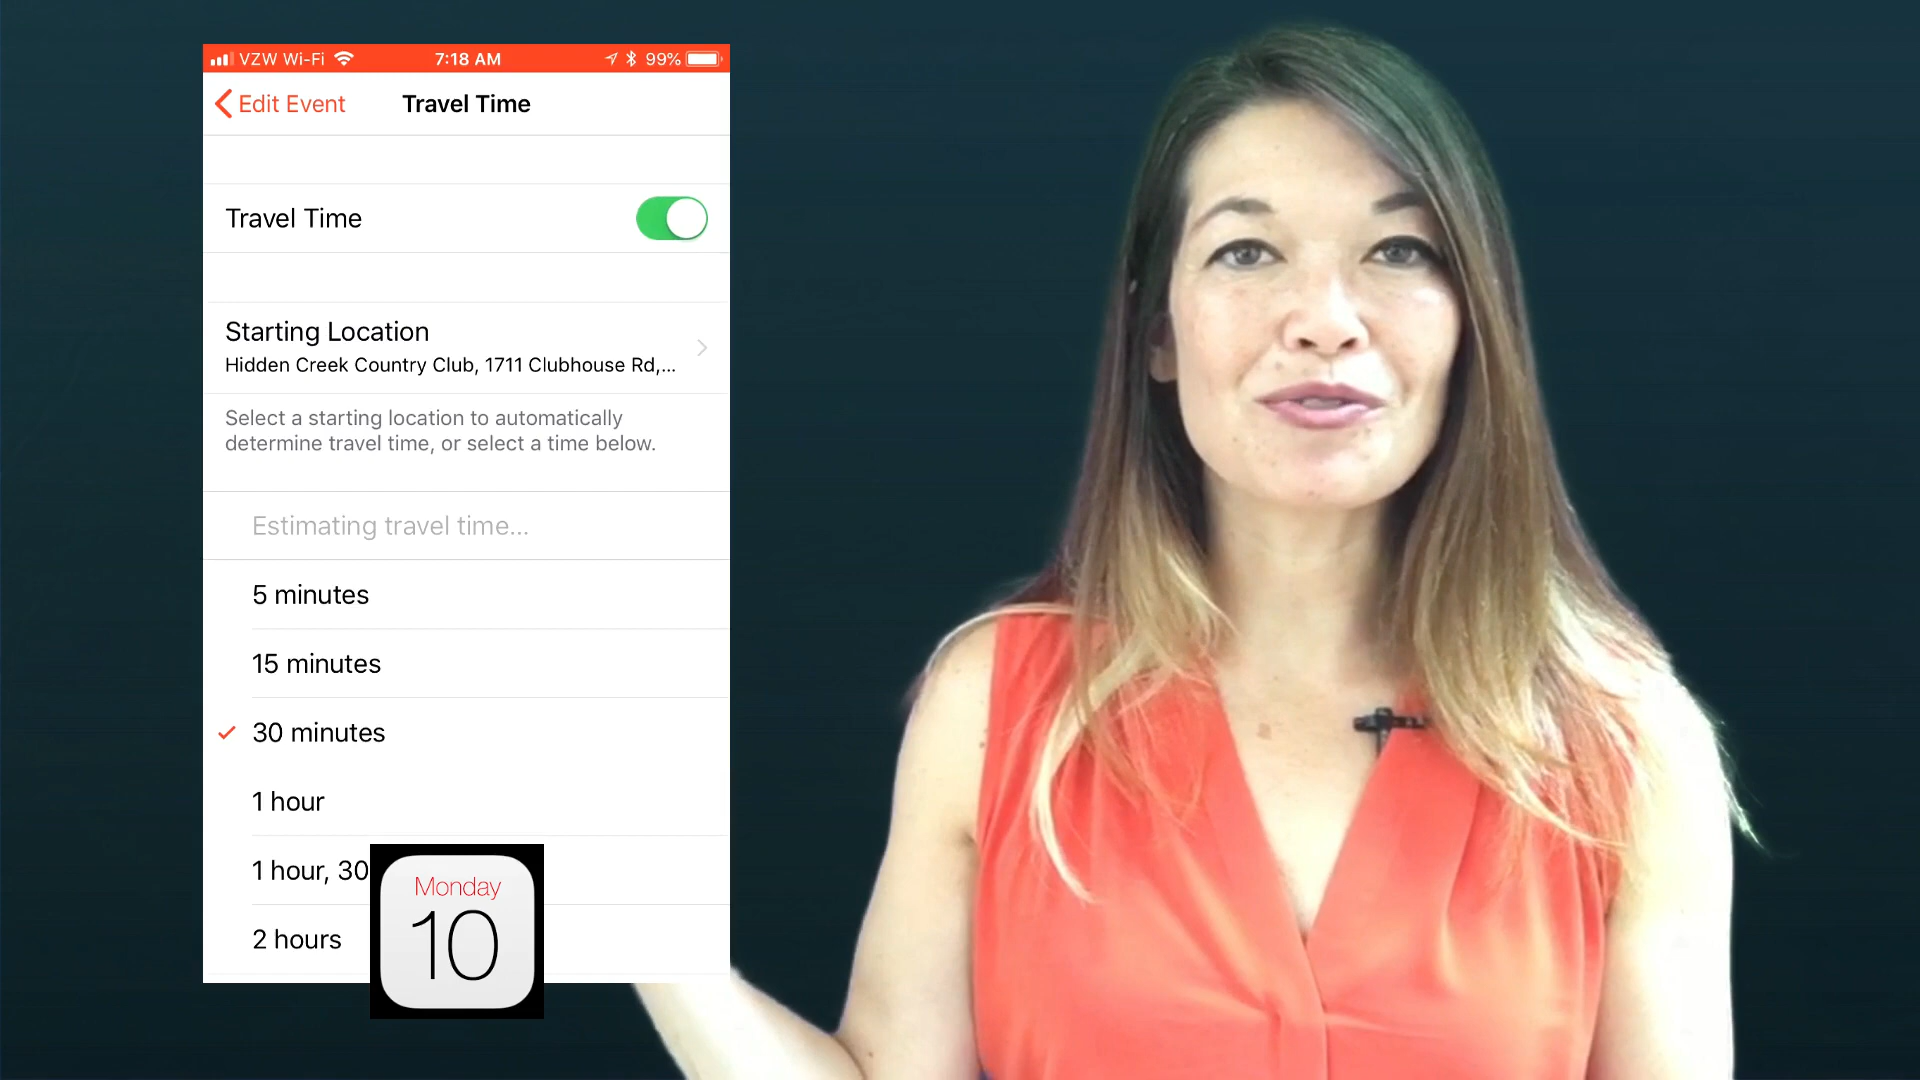 VZW Wi-Fi 7:18 AM 99%
Edit Event Travel Time
Travel Time
Starting Location
Hidden Creek Country Club, 1711 Clubhouse Rd,...
Select a starting location to automatically
determine travel time, or select a time below.
Estimating travel time...
5 minutes
15 minutes
30 minutes
1 hour
1 hour, 30
2 hours
Monday
10